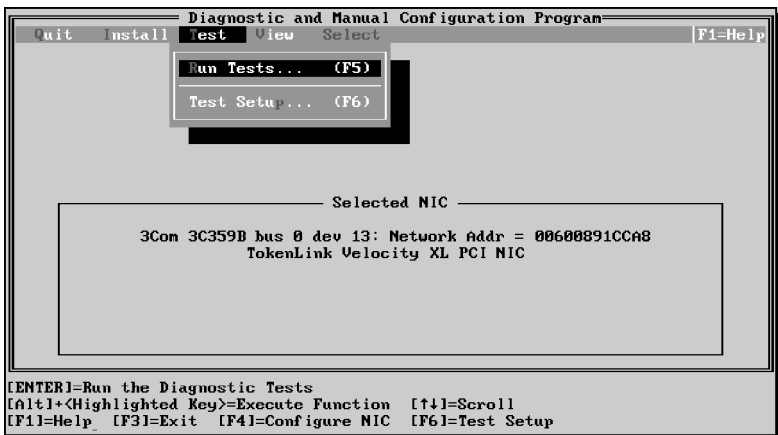 Diagnostic and Manual Configuration Program
Quit Install Test View Select F1=Help
Run Tests... (F5)
Test Setup... (F6)
Selected NIC
3Com 3C359B bus 0 dev 13: Network Addr = 00600891CCA8
TokenLink Velocity XL PCI NIC
[ENTER]=Run the Diagnostic Tests
[Alt]+<Highlighted Key>=Execute Function [↑↓]=Scroll
[F1]=Help [F3]=Exit [F4]=Configure NIC [F6]=Test Setup